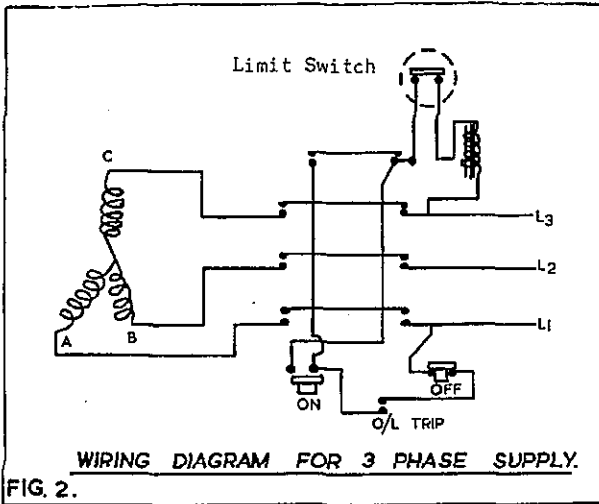 Limit Switch
C
L3
L2
L1
A
B
OFF
ON
O/L TRIP
WIRING DIAGRAM FOR 3 PHASE SUPPLY.
FIG. 2.